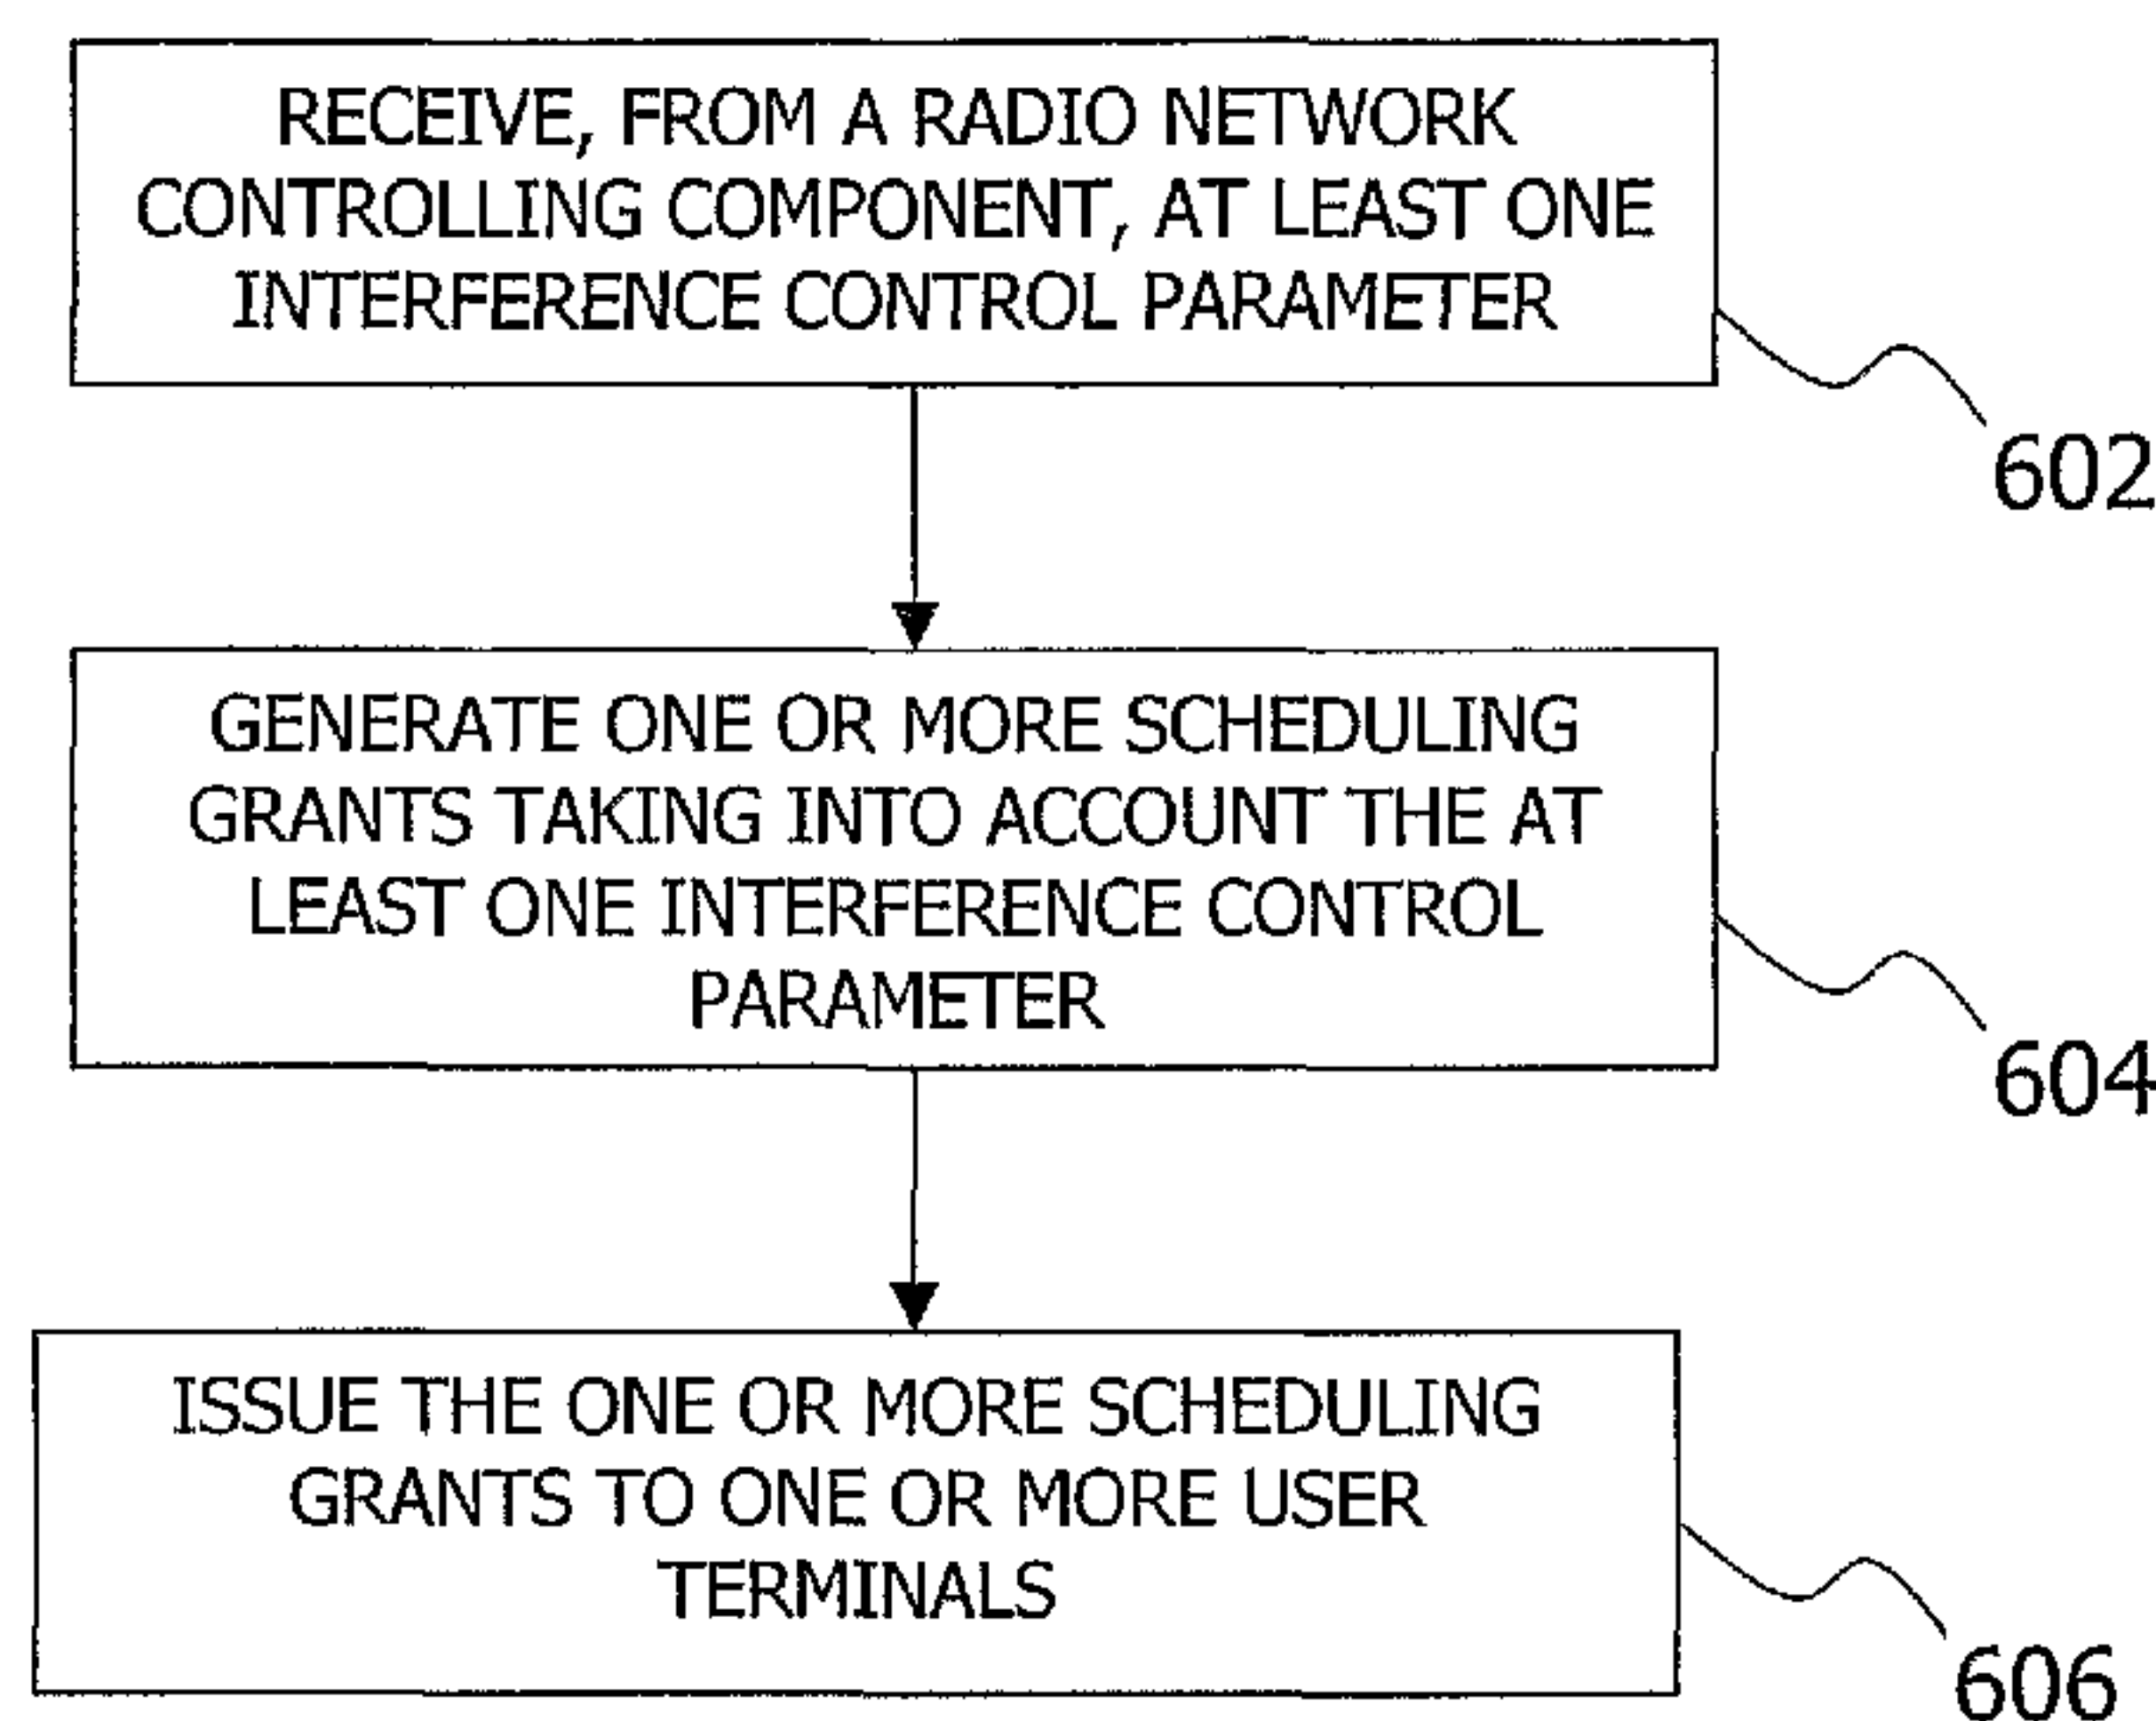 RECEIVE, FROM A RADIO NETWORK
CONTROLLING COMPONENT, AT LEAST ONE
INTERFERENCE CONTROL PARAMETER
602
GENERATE ONE OR MORE SCHEDULING
GRANTS TAKING INTO ACCOUNT THE AT
LEAST ONE INTERFERENCE CONTROL
PARAMETER
604
ISSUE THE ONE OR MORE SCHEDULING
GRANTS TO ONE OR MORE USER
TERMINALS
606